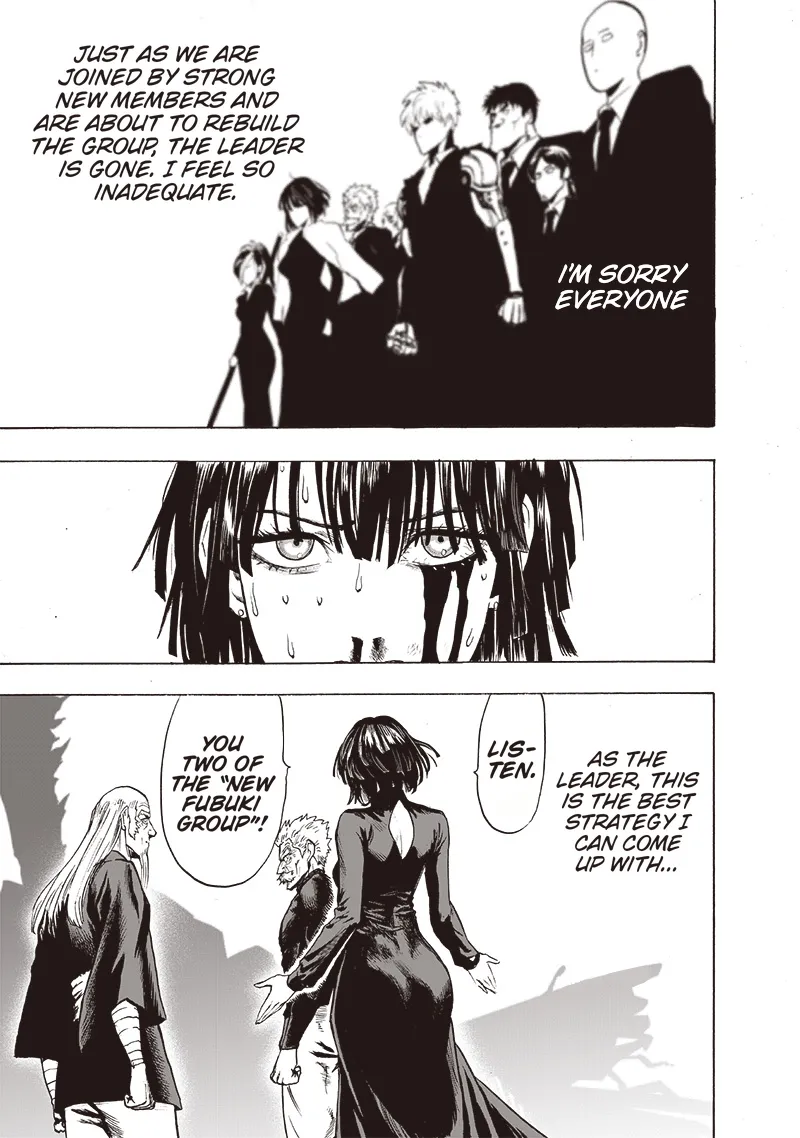 JUST AS WE ARE
JOINED BY STRONG
NEW MEMBERS AND
ARE ABOUT TO REBUILD
THE GROUP, THE LEADER
IS GONE. I FEEL SO
INADEQUATE.
I'M SORRY
EVERYONE
LIS-
TEN.
YOU
TWO OF
THE "NEW
FUBUKI
GROUP"!
AS THE
LEADER, THIS
IS THE BEST
STRATEGY I
CAN COME
UP WITH...